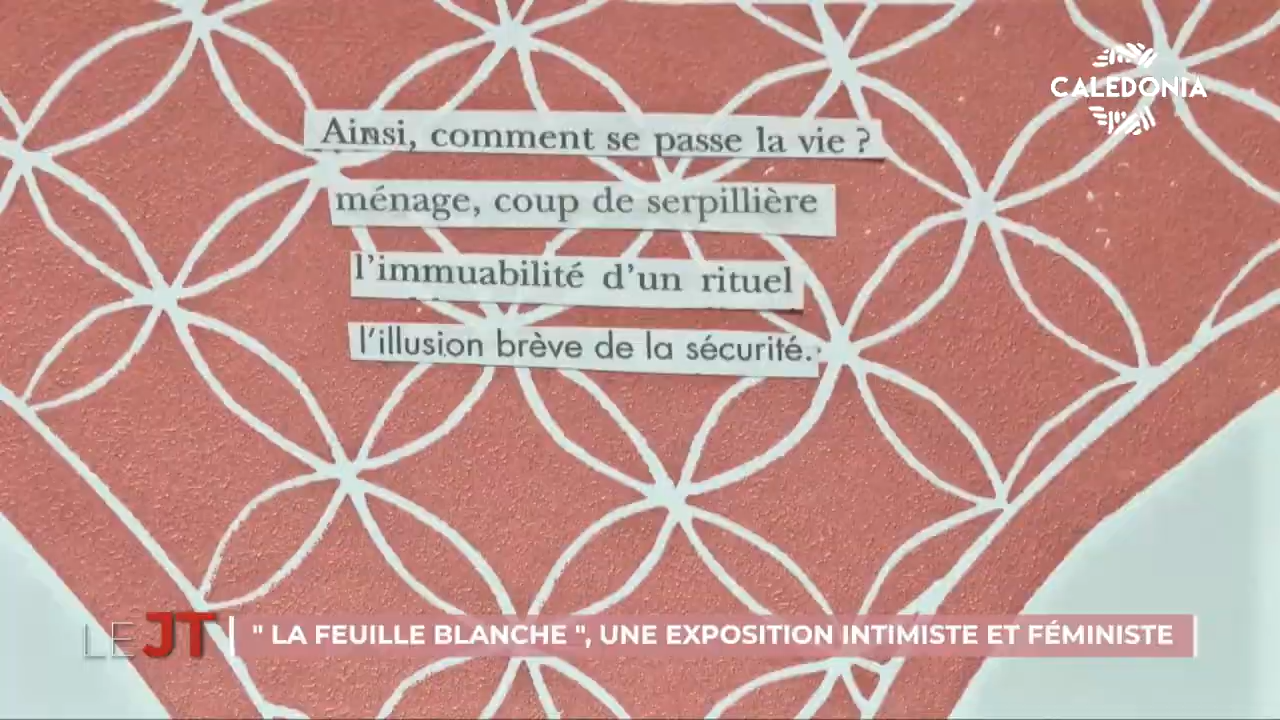 CALEDONIA
Ainsi, comment se passe la vie ?
ménage, coup de serpillière
l'immuabilité d'un rituel
l'illusion brève de la sécurité.
LE JT
" LA FEUILLE BLANCHE ", UNE EXPOSITION INTIMISTE ET FÉMINISTE